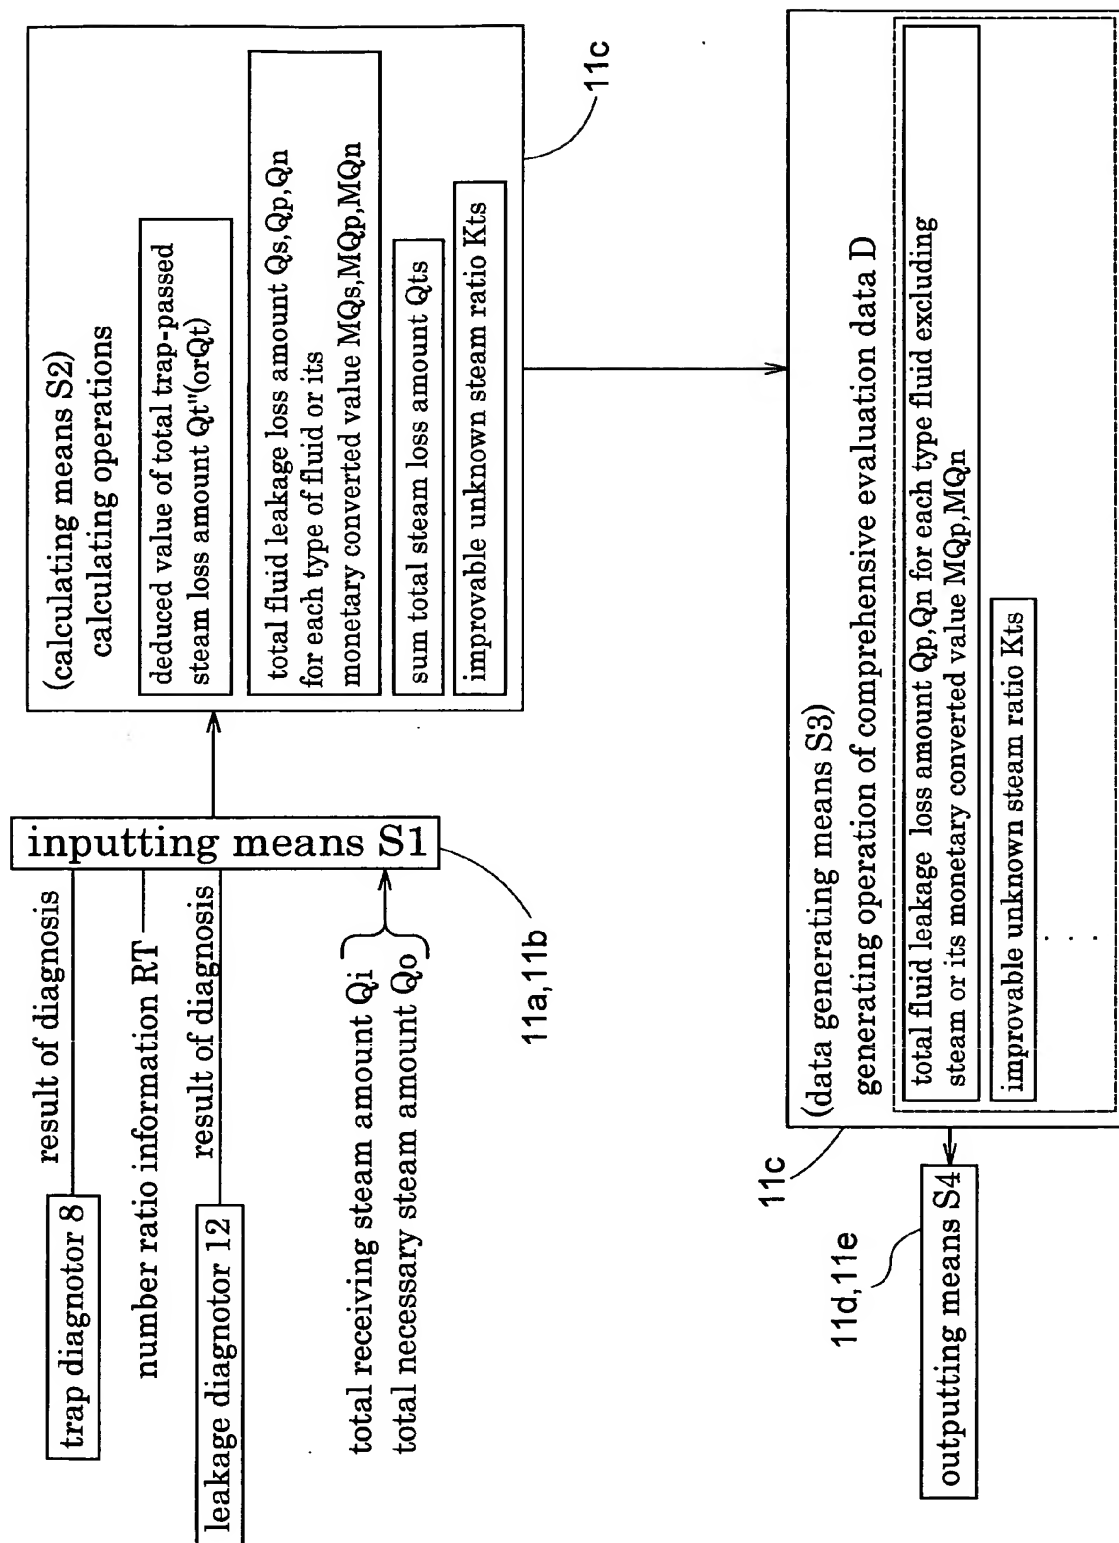 trap diagnotor 8
result of diagnosis
number ratio information RT
leakage diagnotor 12
result of diagnosis
total receiving steam amount Qi
total necessary steam amount Qo
inputting means S1
11a,11b
(calculating means S2)
calculating operations
deduced value of total trap-passed
steam loss amount Qt"(orQt)
total fluid leakage loss amount Qs,Qp,Qn
for each type of fluid or its
monetary converted value MQs,MQp,MQn
sum total steam loss amount Qts
improvable unknown steam ratio Kts
11c
(data generating means S3)
generating operation of comprehensive evaluation data D
total fluid leakage loss amount Qp,Qn for each type fluid excluding
steam or its monetary converted value MQp,MQn
improvable unknown steam ratio Kts
. . . .
11c
outputting means S4
11d,11e